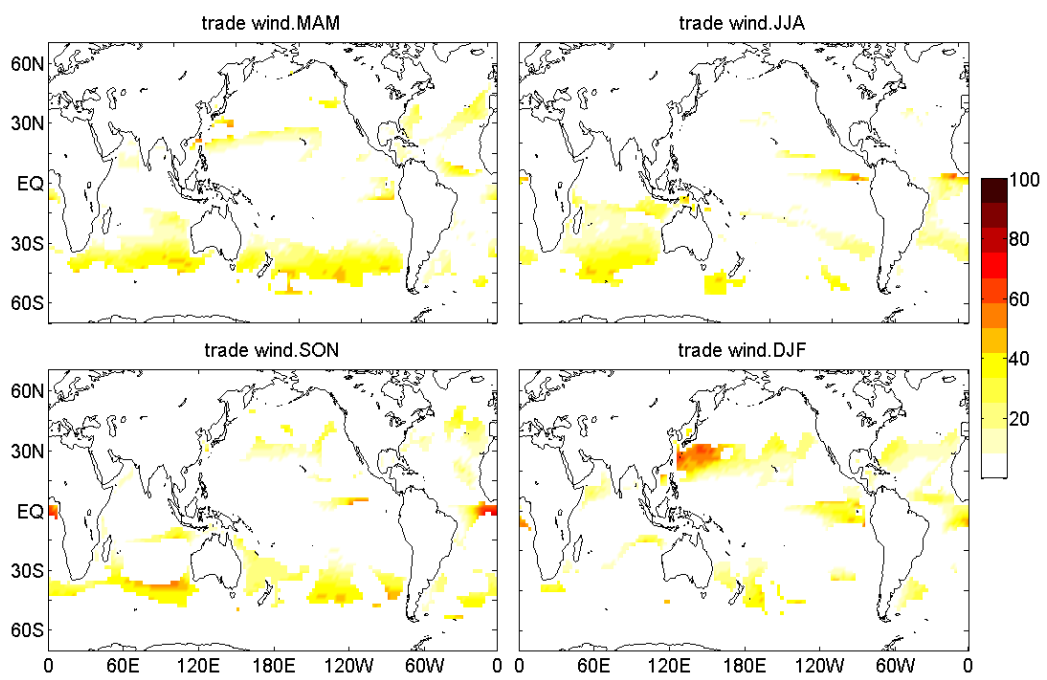 trade wind.MAM
trade wind.JJA
60N
30N
EQ
30S
60S
100
80
60
40
20
trade wind.SON
trade wind.DJF
60N
30N
EQ
30S
60S
0 60E 120E 180E 120W 60W 0
60E 120E 180E 120W 60W 0